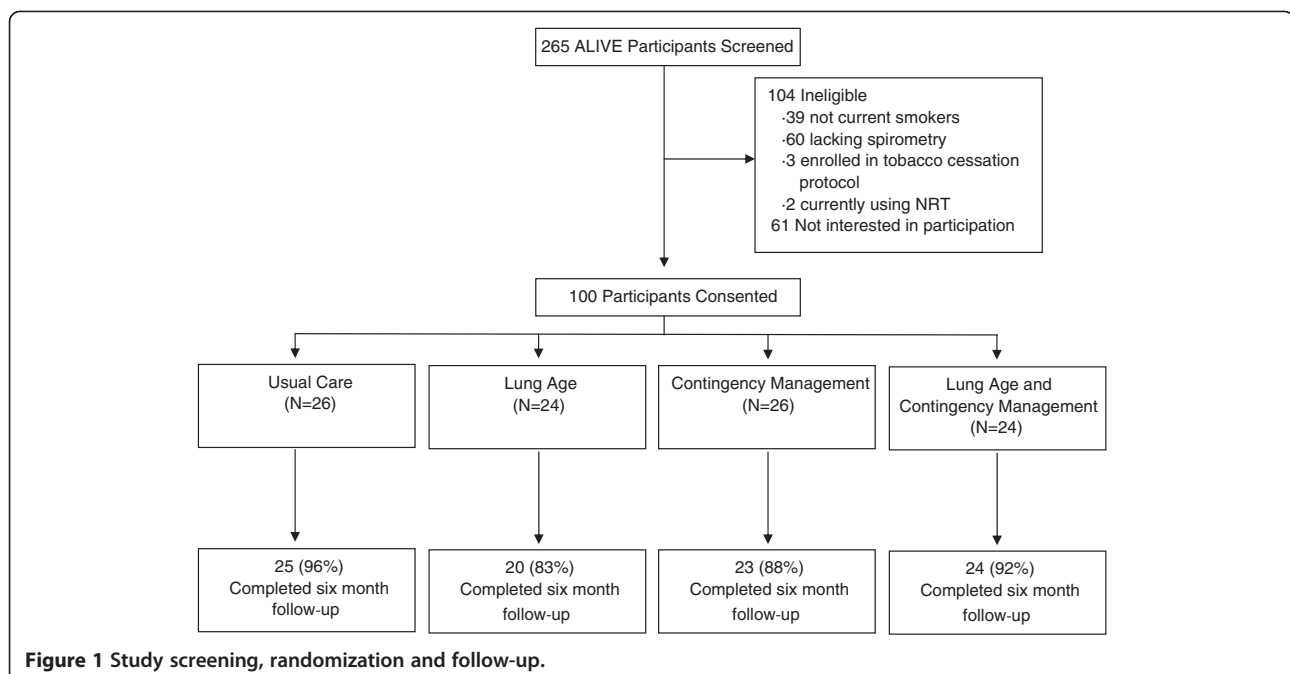 265 ALIVE Participants Screened
104 Ineligible
·39 not current smokers
·60 lacking spirometry
·3 enrolled in tobacco cessation
protocol
·2 currently using NRT
61 Not interested in participation
100 Participants Consented
Usual Care
(N=26)
Lung Age
(N=24)
Contingency Management
(N=26)
Lung Age and
Contingency Management
(N=24)
25 (96%)
Completed six month
follow-up
20 (83%)
Completed six month
follow-up
23 (88%)
Completed six month
follow-up
24 (92%)
Completed six month
follow-up
Figure 1 Study screening, randomization and follow-up.